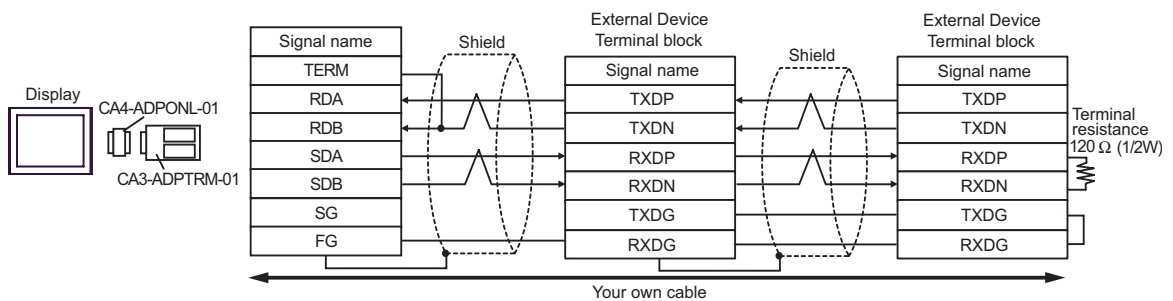 Display
CA4-ADPONL-01
CA3-ADPTRM-01
Signal name
TERM
RDA
RDB
SDA
SDB
SG
FG
Shield
External Device
Terminal block
Signal name
TXDP
TXDN
RXDP
RXDN
TXDG
RXDG
Shield
External Device
Terminal block
Signal name
TXDP
TXDN
RXDP
RXDN
TXDG
RXDG
Terminal
resistance
120 Ω (1/2W)
Your own cable